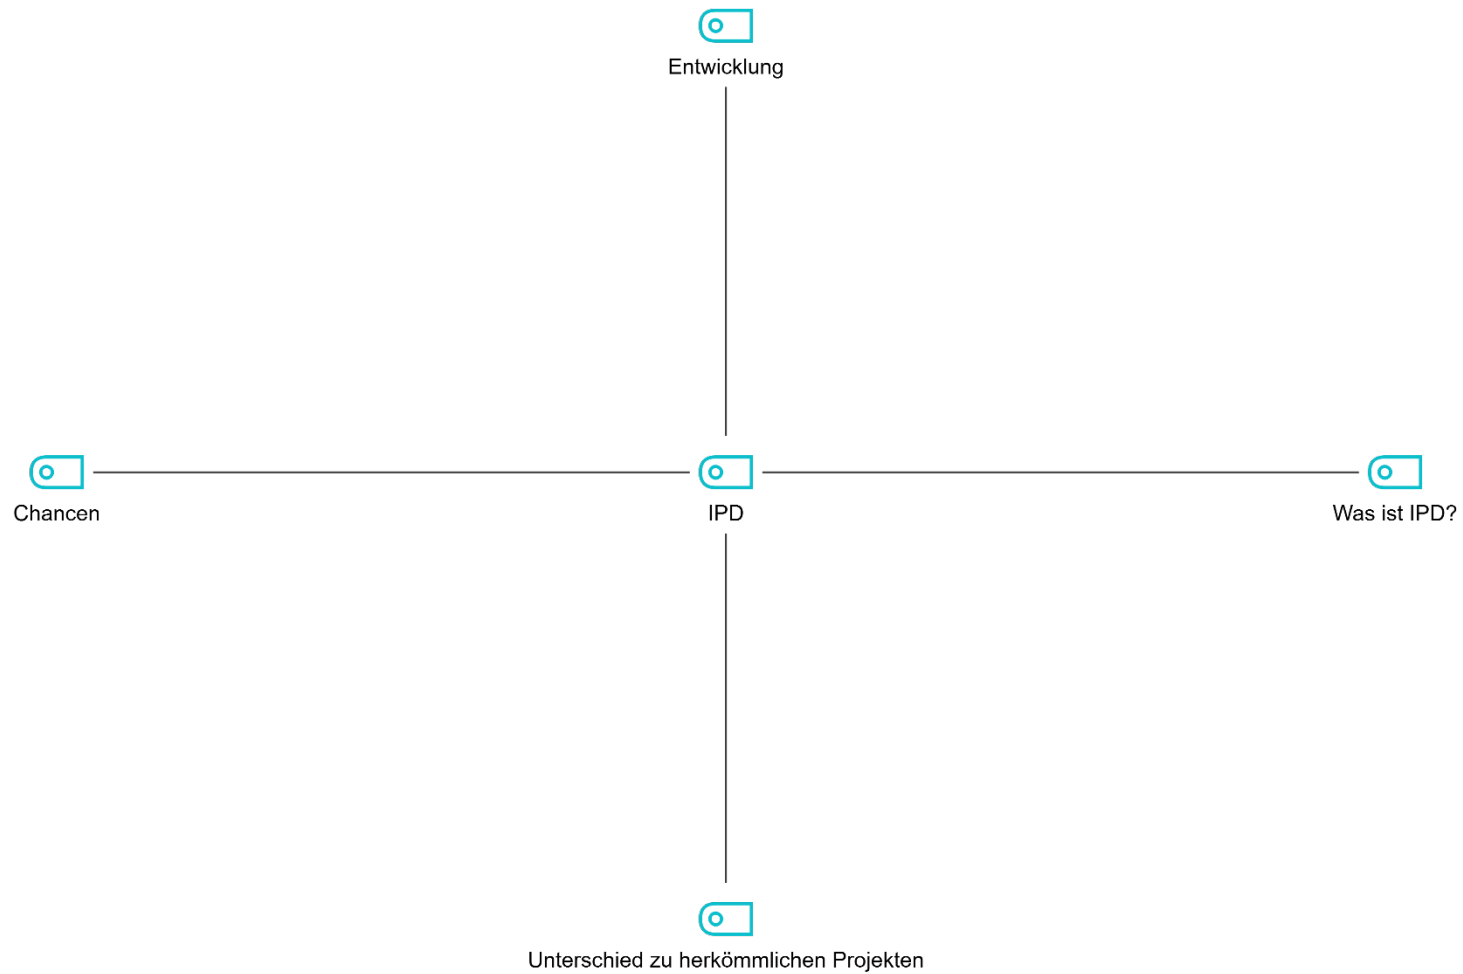 Entwicklung
Chancen
IPD
Was ist IPD?
Unterschied zu herkömmlichen Projekten